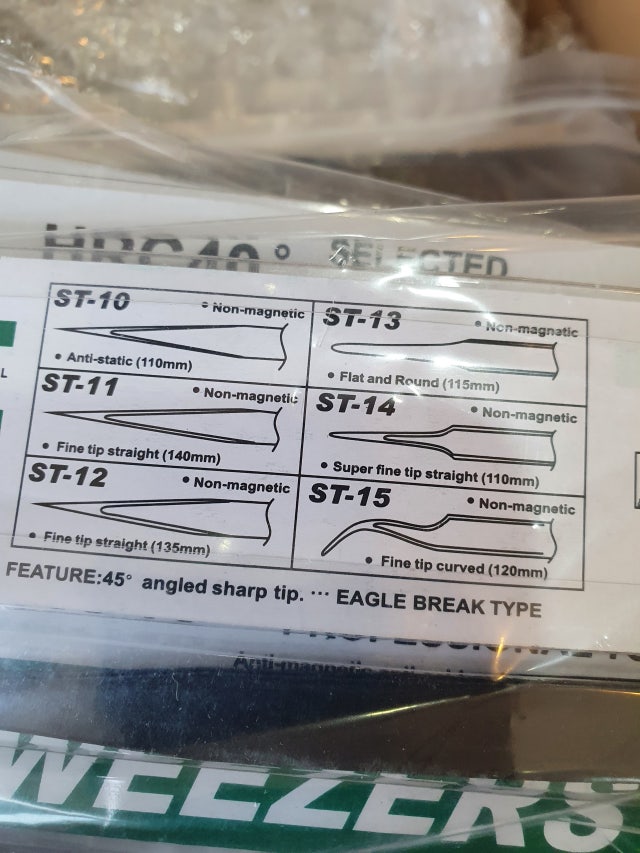 HRC40°
SELECTED
ST-10
• Non-magnetic
• Anti-static (110mm)
ST-11
• Non-magnetic
• Fine tip straight (140mm)
ST-12
• Non-magnetic
• Fine tip straight (135mm)
ST-13
• Non-magnatic
• Flat and Round (115mm)
ST-14
• Non-magnetic
• Super fine tip straight (110mm)
ST-15
• Non-magnetic
• Fine tip curved (120mm)
FEATURE:45° angled sharp tip. ··· EAGLE BREAK TYPE
WEEZERS